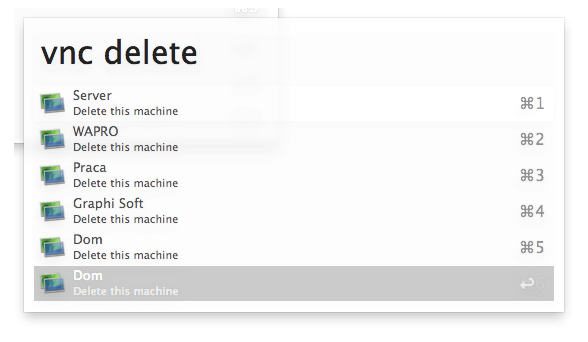 vnc delete
Server
Delete this machine
⌘1
WAPRO
Delete this machine
⌘2
Praca
Delete this machine
⌘3
Graphi Soft
Delete this machine
⌘4
Dom
Delete this machine
⌘5
Dom
Delete this machine
↩